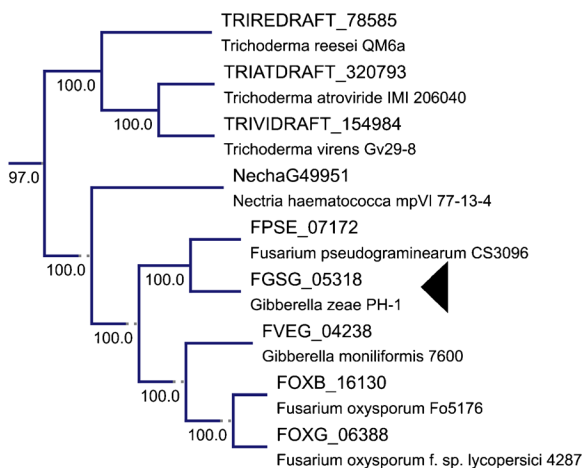 TRIREDRAFT_78585
Trichoderma reesei QM6a
TRIATDRAFT_320793
100.0
Trichoderma atroviride IMI 206040
TRIVIDRAFT_154984
100.0
Trichoderma virens Gv29-8
97.0
NechaG49951
Nectria haematococca mpVI 77-13-4
FPSE_07172
Fusarium pseudograminearum CS3096
100.0
FGSG_05318
100.0
Gibberella zeae PH-1
FVEG_04238
100.0
Gibberella moniliformis 7600
FOXB_16130
100.0
Fusarium oxysporum Fo5176
FOXG_06388
100.0
Fusarium oxysporum f. sp. lycopersici 4287